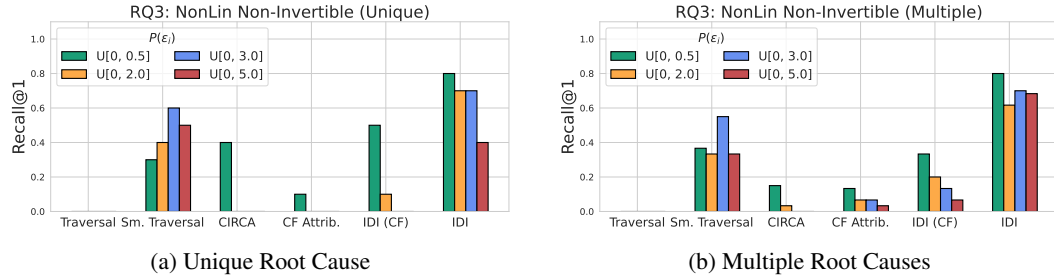 RQ3: NonLin Non-Invertible (Unique)
Recall@1
1.0
0.8
0.6
0.4
0.2
0.0
P(εᵢ)
U[0, 0.5] U[0, 3.0]
U[0, 2.0] U[0, 5.0]
Traversal Sm. Traversal CIRCA CF Attrib. IDI (CF) IDI
(a) Unique Root Cause
RQ3: NonLin Non-Invertible (Multiple)
Recall@1
1.0
0.8
0.6
0.4
0.2
0.0
P(εᵢ)
U[0, 0.5] U[0, 3.0]
U[0, 2.0] U[0, 5.0]
Traversal Sm. Traversal CIRCA CF Attrib. IDI (CF) IDI
(b) Multiple Root Causes